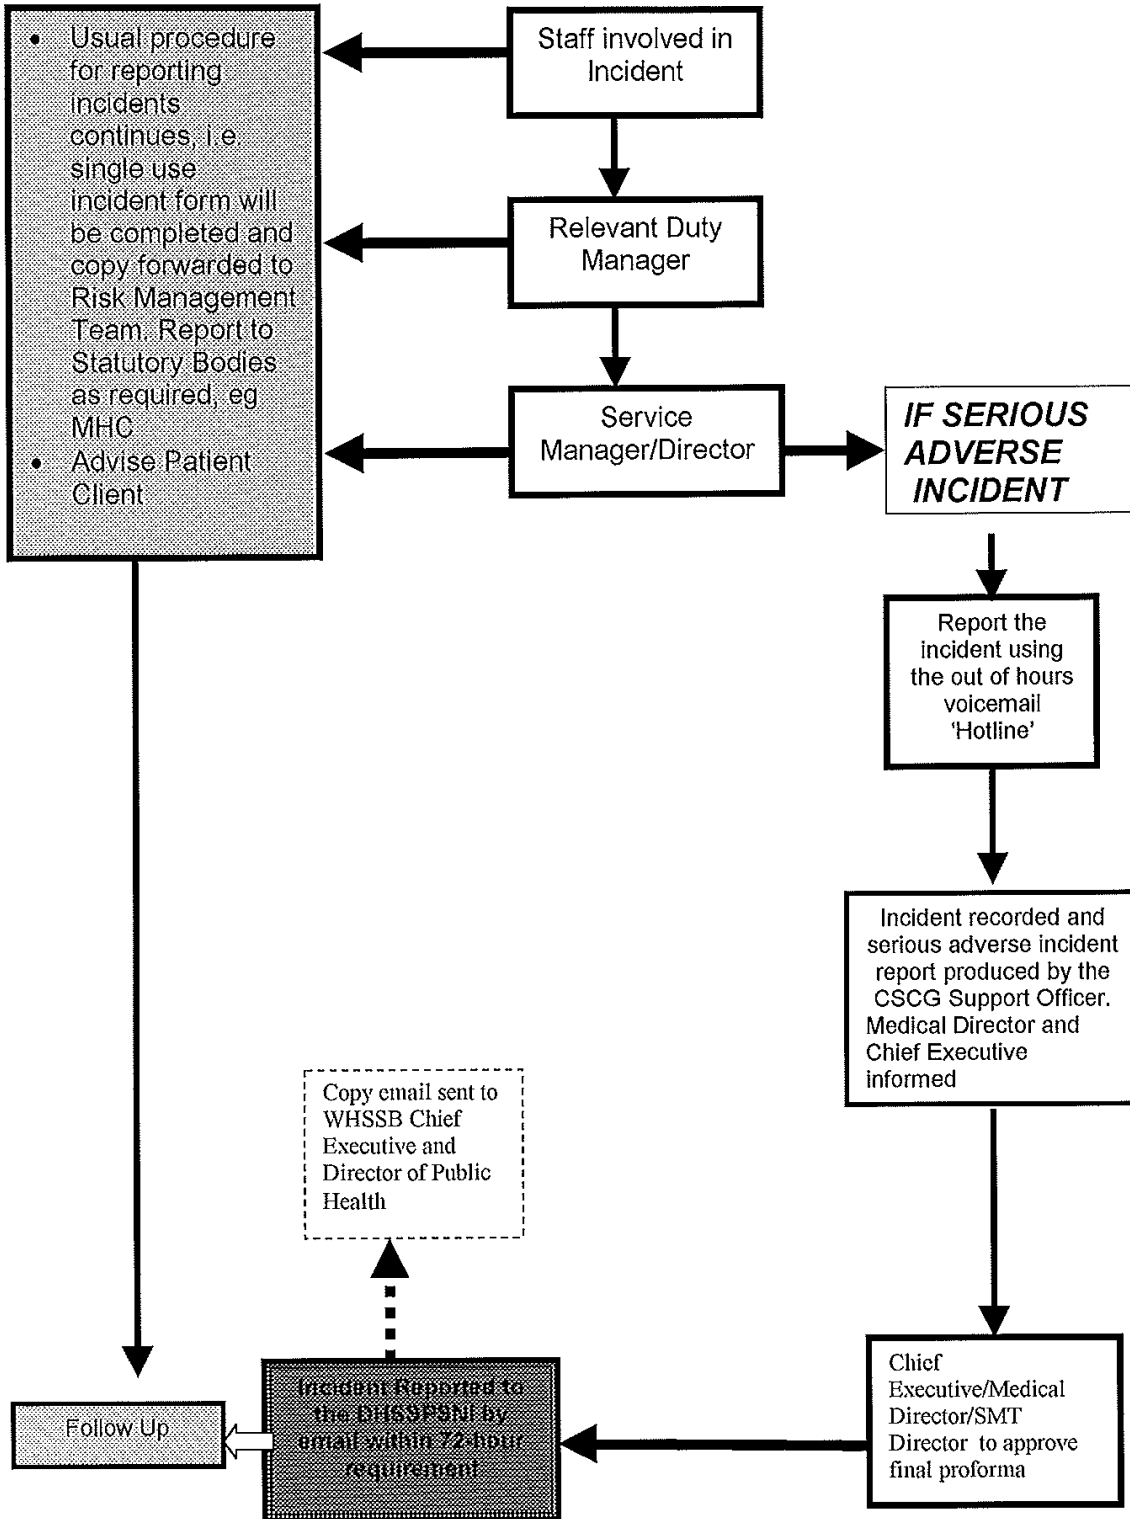 Staff involved in
Incident
• Usual procedure
for reporting
incidents
continues, i.e.
single use
incident form will
be completed and
copy forwarded to
Risk Management
Team. Report to
Statutory Bodies
as required, eg
MHC
• Advise Patient
Client
Relevant Duty
Manager
Service
Manager/Director
IF SERIOUS
ADVERSE
INCIDENT
Report the
incident using
the out of hours
voicemail
'Hotline'
Incident recorded and
serious adverse incident
report produced by the
CSCG Support Officer.
Medical Director and
Chief Executive
informed
Chief
Executive/Medical
Director/SMT
Director to approve
final proforma
Incident Reported to
the DHSSPSNI by
email within 72-hour
requirement
Copy email sent to
WHSSB Chief
Executive and
Director of Public
Health
Follow Up